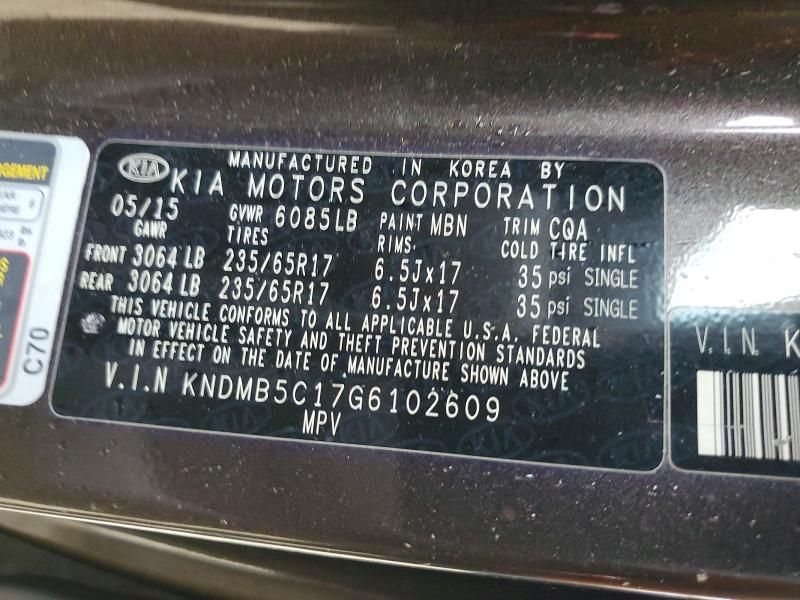 KIA
MANUFACTURED IN KOREA BY
KIA MOTORS CORPORATION
05/15 GVWR 6085LB PAINT MBN TRIM CQA
GAWR TIRES RIMS COLD TIRE INFL
FRONT 3064 LB 235/65R17 6.5Jx17 35 psi SINGLE
REAR 3064 LB 235/65R17 6.5Jx17 35 psi SINGLE
THIS VEHICLE CONFORMS TO ALL APPLICABLE U.S.A. FEDERAL
MOTOR VEHICLE SAFETY AND THEFT PREVENTION STANDARDS
IN EFFECT ON THE DATE OF MANUFACTURE SHOWN ABOVE
V.I.N KNDMB5C17G6102609
MPV
C70
V.I.N. K